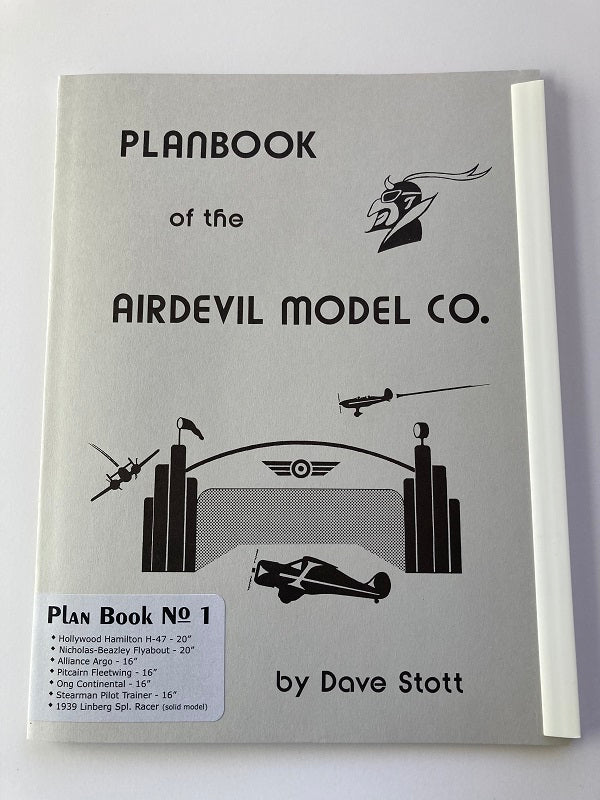 PLANBOOK
of the
AIRDEVIL MODEL CO.
PLAN BOOK No 1
◆ Hollywood Hamilton H-47 - 20"
◆ Nicholas-Beazley Flyabout - 20"
◆ Alliance Argo - 16"
◆ Pitcairn Fleetwing - 16"
◆ Ong Continental - 16"
◆ Stearman Pilot Trainer - 16"
◆ 1939 Linberg Spl. Racer (solid model)
by Dave Stott